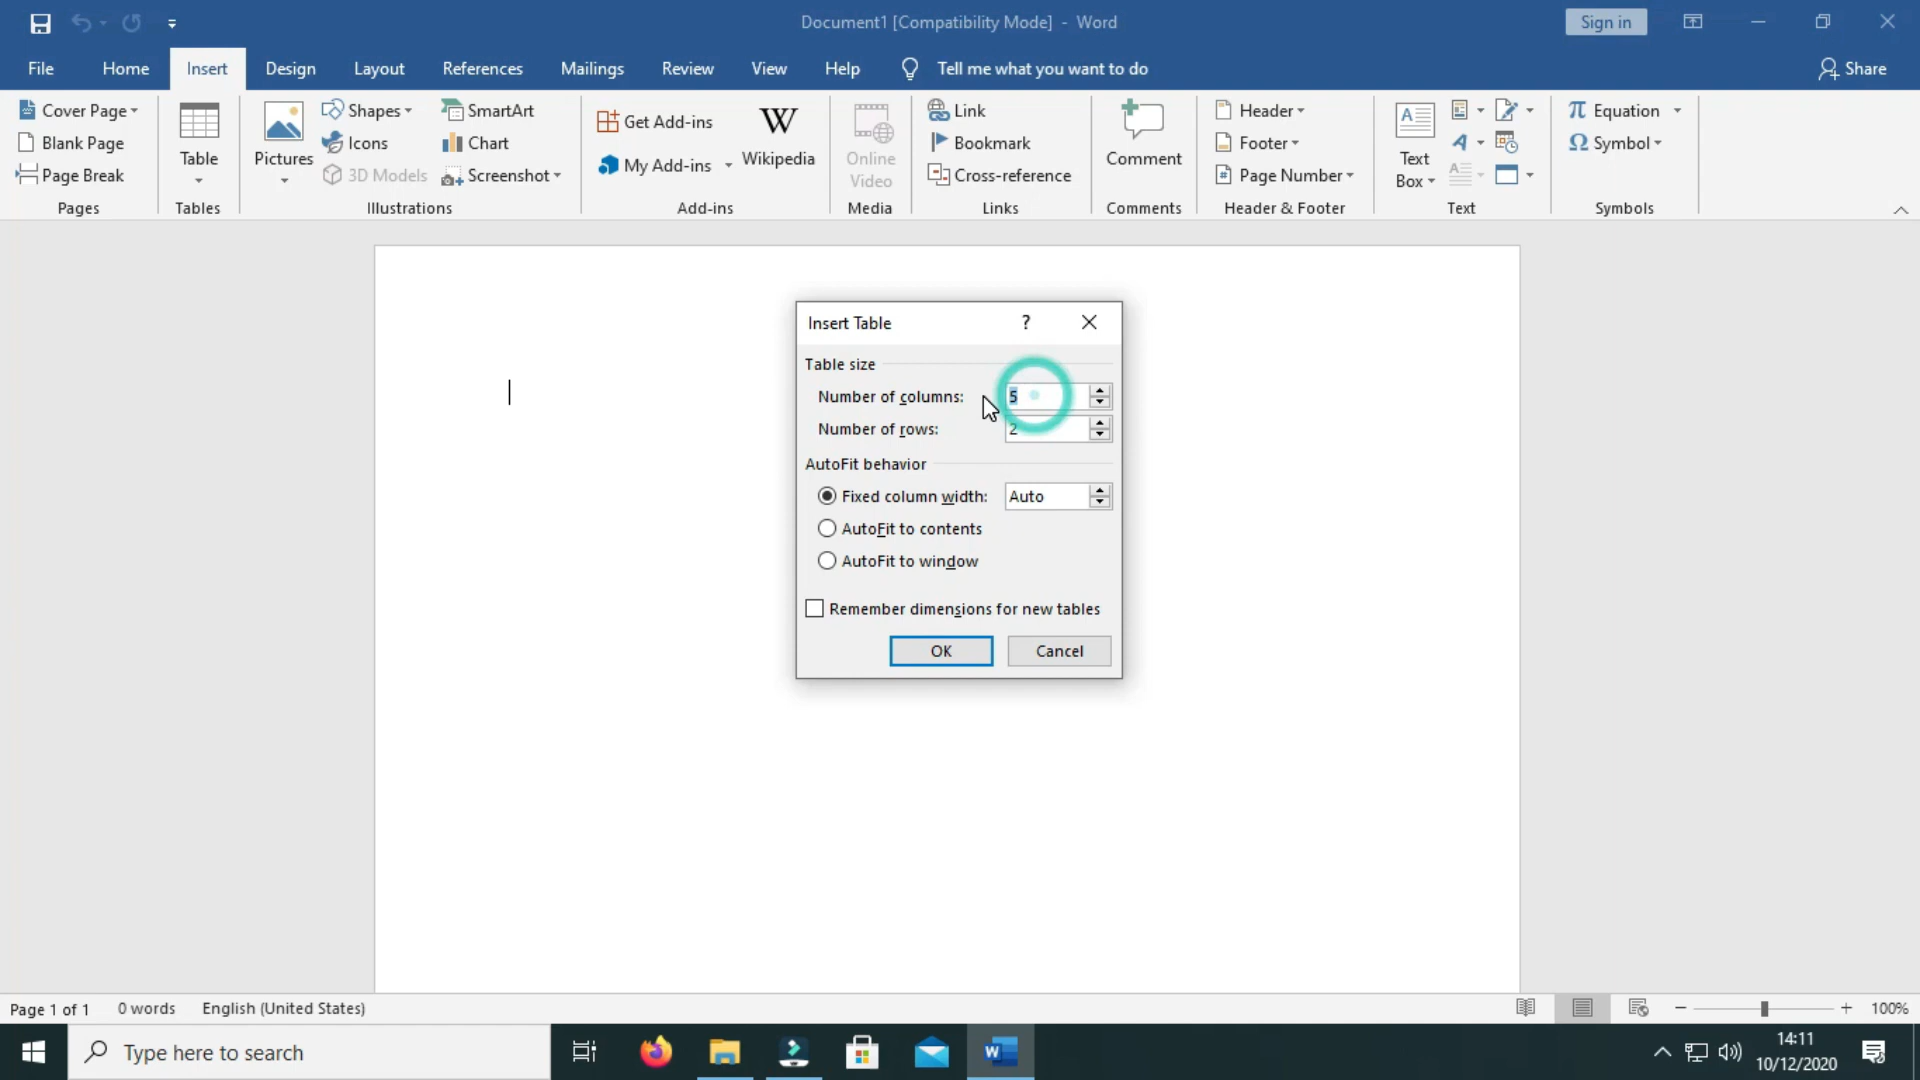 Document1 [Compatibility Mode] - Word
Sign in
File Home Insert Design Layout References Mailings Review View Help Tell me what you want to do Share
Cover Page
Blank Page
Page Break
Pages
Table
Tables
Pictures
Shapes
Icons
3D Models
SmartArt
Chart
Screenshot
Illustrations
Get Add-ins
My Add-ins
W
Wikipedia
Add-ins
Online
Video
Media
Link
Bookmark
Cross-reference
Links
Comment
Comments
Header
Footer
Page Number
Header & Footer
Text
Box
Text
π Equation
Ω Symbol
Symbols
Insert Table ?
Table size
Number of columns: 5
Number of rows: 2
AutoFit behavior
Fixed column width: Auto
AutoFit to contents
AutoFit to window
Remember dimensions for new tables
OK Cancel
Page 1 of 1 0 words English (United States) 100%
Type here to search
14:11
10/12/2020